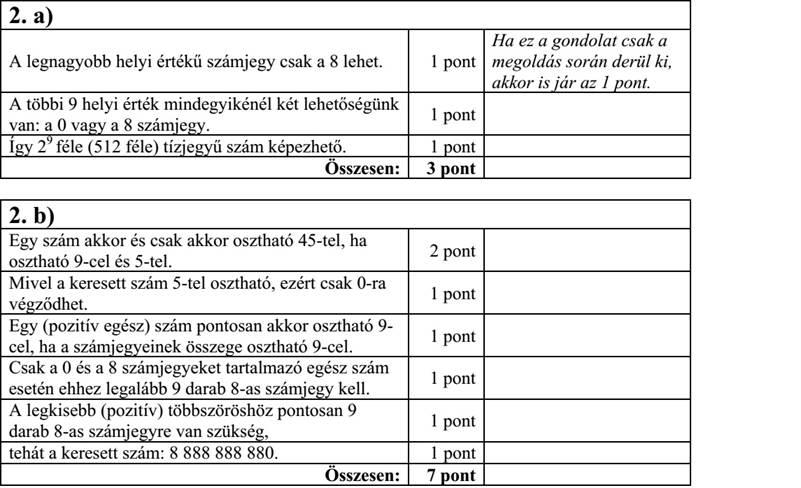 2. a)
A legnagyobb helyi értékű számjegy csak a 8 lehet.
1 pont
Ha ez a gondolat csak a
megoldás során derül ki,
akkor is jár az 1 pont.
A többi 9 helyi érték mindegyikénél két lehetőségünk
van: a 0 vagy a 8 számjegy.
1 pont
Így 2⁹ féle (512 féle) tízjegyű szám képezhető.
1 pont
Összesen:
3 pont
2. b)
Egy szám akkor és csak akkor osztható 45-tel, ha
osztható 9-cel és 5-tel.
2 pont
Mivel a keresett szám 5-tel osztható, ezért csak 0-ra
végződhet.
1 pont
Egy (pozitív egész) szám pontosan akkor osztható 9-
cel, ha a számjegyeinek összege osztható 9-cel.
1 pont
Csak a 0 és a 8 számjegyeket tartalmazó egész szám
esetén ehhez legalább 9 darab 8-as számjegy kell.
1 pont
A legkisebb (pozitív) többszöröshöz pontosan 9
darab 8-as számjegyre van szükség,
1 pont
tehát a keresett szám: 8 888 888 880.
1 pont
Összesen:
7 pont